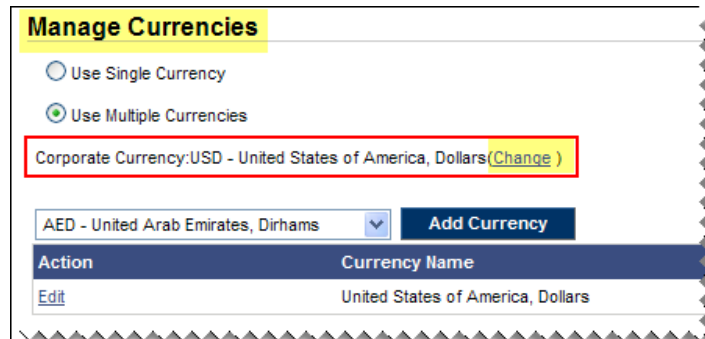 Manage Currencies
Use Single Currency
Use Multiple Currencies
Corporate Currency:USD - United States of America, Dollars(Change )
AED - United Arab Emirates, Dirhams Add Currency
Action Currency Name
Edit United States of America, Dollars